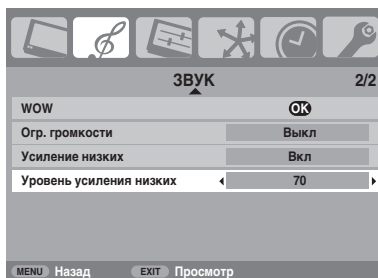 ЗВУК 2/2
WOW OK
Огр. громкости Выкл
Усиление низких Вкл
Уровень усиления низких 70
MENU Назад EXIT Просмотр